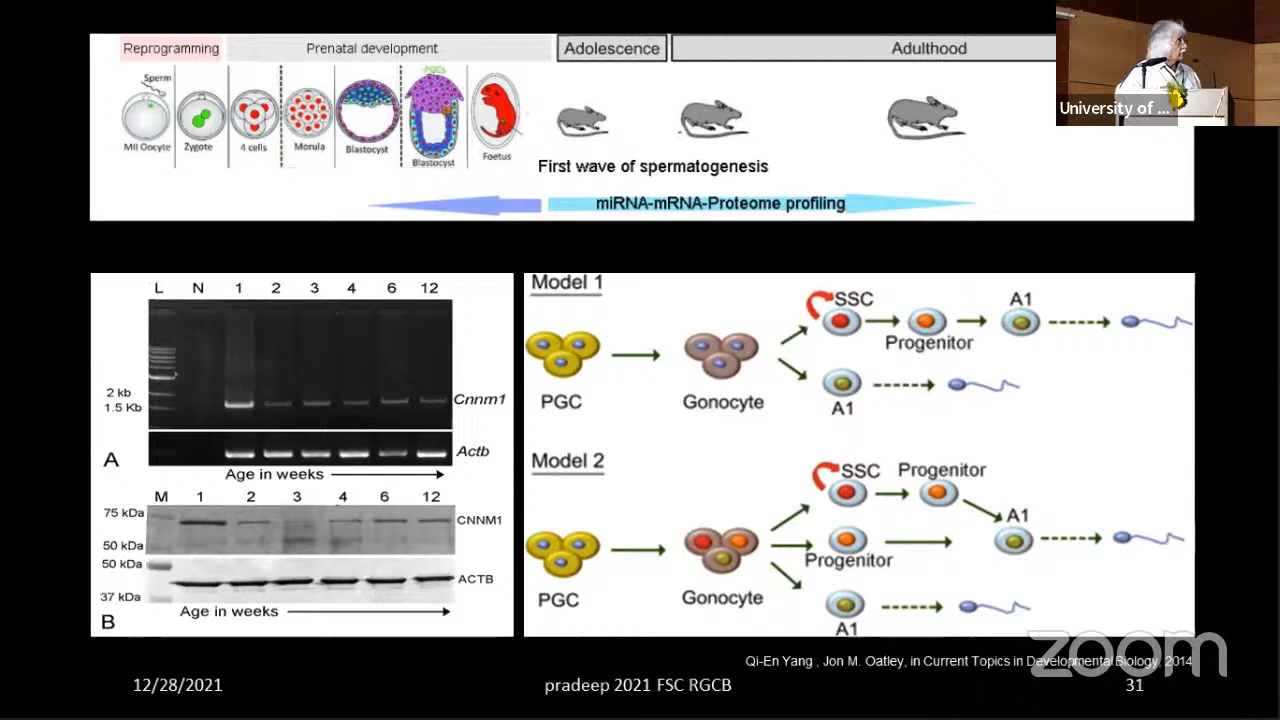 Reprogramming
Prenatal development
Adolescence
Adulthood
University of ...
Sperm
PGCs
MII Oocyte
Zygote
4 cells
Morula
Blastocyst
Blastocyst
Foetus
First wave of spermatogenesis
miRNA-mRNA-Proteome profiling
L N 1 2 3 4 6 12
2 kb
1.5 Kb
Cnnm1
Actb
A
Age in weeks
M 1 2 3 4 6 12
75 kDa
CNNM1
50 kDa
50 kDa
ACTB
37 kDa
Age in weeks
B
Model 1
SSC
A1
Progenitor
PGC
Gonocyte
A1
Model 2
SSC
Progenitor
A1
Progenitor
PGC
Gonocyte
A1
zoom
Qi-En Yang , Jon M. Oatley, in Current Topics in Developmental Biology, 2014
12/28/2021
pradeep 2021 FSC RGCB
31